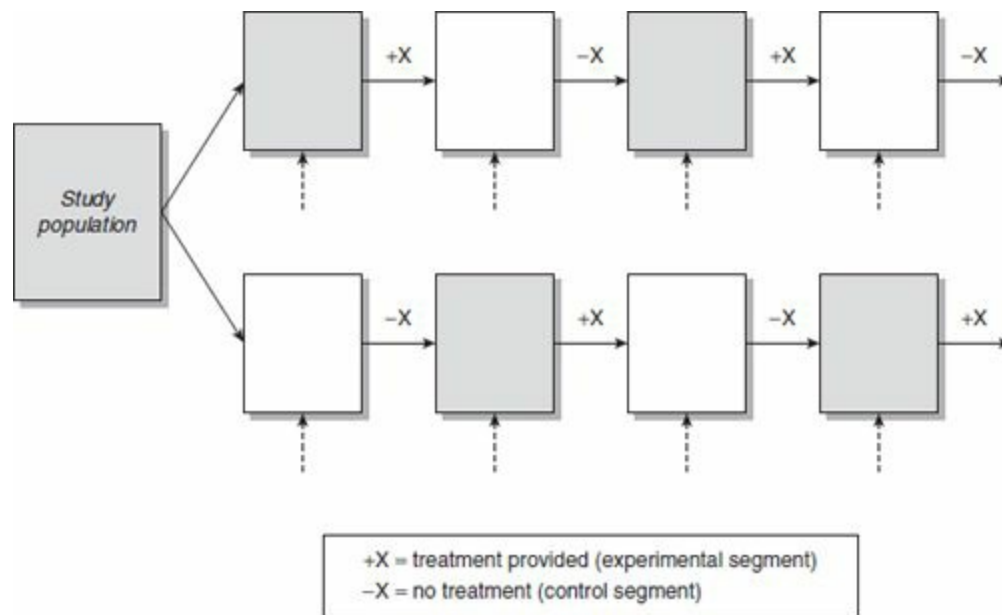 +X
−X
+X
−X
Study
population
−X
+X
−X
+X
+X = treatment provided (experimental segment)
−X = no treatment (control segment)